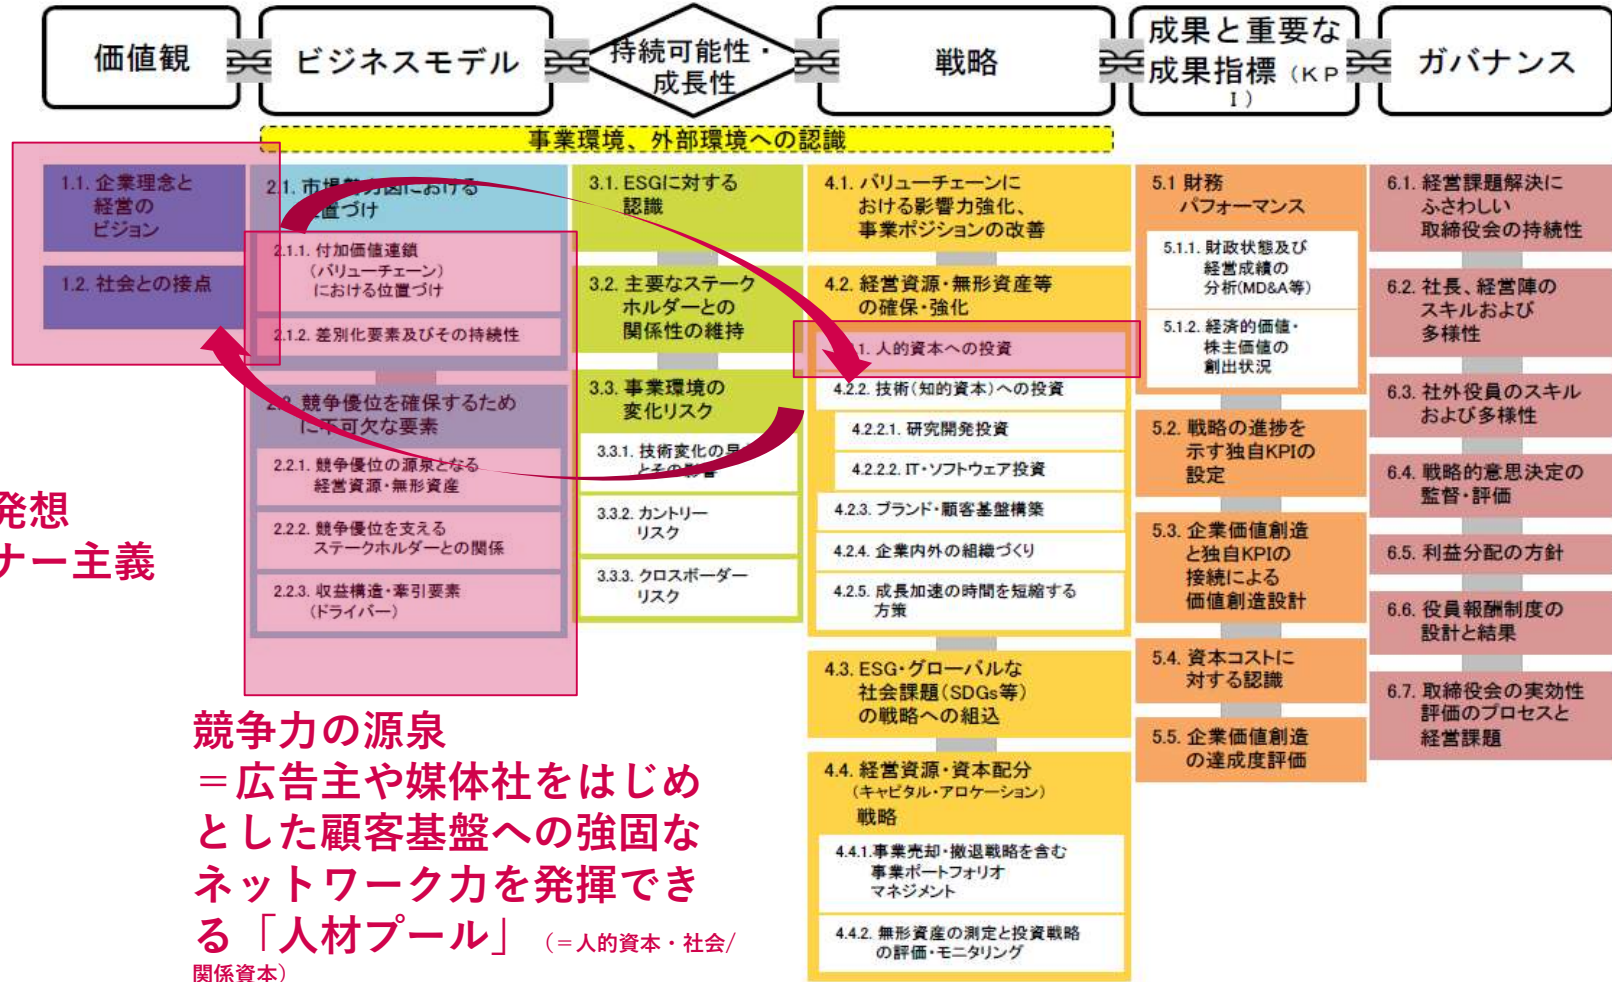 価値観
ビジネスモデル
持続可能性・
成長性
戦略
成果と重要な
成果指標（ＫＰ
Ｉ）
ガバナンス
事業環境、外部環境への認識
1.1. 企業理念と
経営の
ビジョン
1.2. 社会との接点
2.1. 市場勢力図における
位置づけ
2.1.1. 付加価値連鎖
（バリューチェーン）
における位置づけ
2.1.2. 差別化要素及びその持続性
2.2. 競争優位を確保するため
に不可欠な要素
2.2.1. 競争優位の源泉となる
経営資源・無形資産
2.2.2. 競争優位を支える
ステークホルダーとの関係
2.2.3. 収益構造・牽引要素
（ドライバー）
3.1. ESGに対する
認識
3.2. 主要なステーク
ホルダーとの
関係性の維持
3.3. 事業環境の
変化リスク
3.3.1. 技術変化の早さ
とその影響
3.3.2. カントリー
リスク
3.3.3. クロスボーダー
リスク
4.1. バリューチェーンに
おける影響力強化、
事業ポジションの改善
4.2. 経営資源・無形資産等
の確保・強化
1. 人的資本への投資
4.2.2. 技術（知的資本）への投資
4.2.2.1. 研究開発投資
4.2.2.2. IT・ソフトウェア投資
4.2.3. ブランド・顧客基盤構築
4.2.4. 企業内外の組織づくり
4.2.5. 成長加速の時間を短縮する
方策
4.3. ESG・グローバルな
社会課題（SDGs等）
の戦略への組込
4.4. 経営資源・資本配分
（キャピタル・アロケーション）
戦略
4.4.1.事業売却・撤退戦略を含む
事業ポートフォリオ
マネジメント
4.4.2. 無形資産の測定と投資戦略
の評価・モニタリング
5.1 財務
パフォーマンス
5.1.1. 財政状態及び
経営成績の
分析(MD&A等)
5.1.2. 経済的価値・
株主価値の
創出状況
5.2. 戦略の進捗を
示す独自KPIの
設定
5.3. 企業価値創造
と独自KPIの
接続による
価値創造設計
5.4. 資本コストに
対する認識
5.5. 企業価値創造
の達成度評価
6.1. 経営課題解決に
ふさわしい
取締役会の持続性
6.2. 社長、経営陣の
スキルおよび
多様性
6.3. 社外役員のスキル
および多様性
6.4. 戦略的意思決定の
監督・評価
6.5. 利益分配の方針
6.6. 役員報酬制度の
設計と結果
6.7. 取締役会の実効性
評価のプロセスと
経営課題
発想
ナー主義
競争力の源泉
＝広告主や媒体社をはじめ
とした顧客基盤への強固な
ネットワーク力を発揮でき
る「人材プール」（＝人的資本・社会/
関係資本）